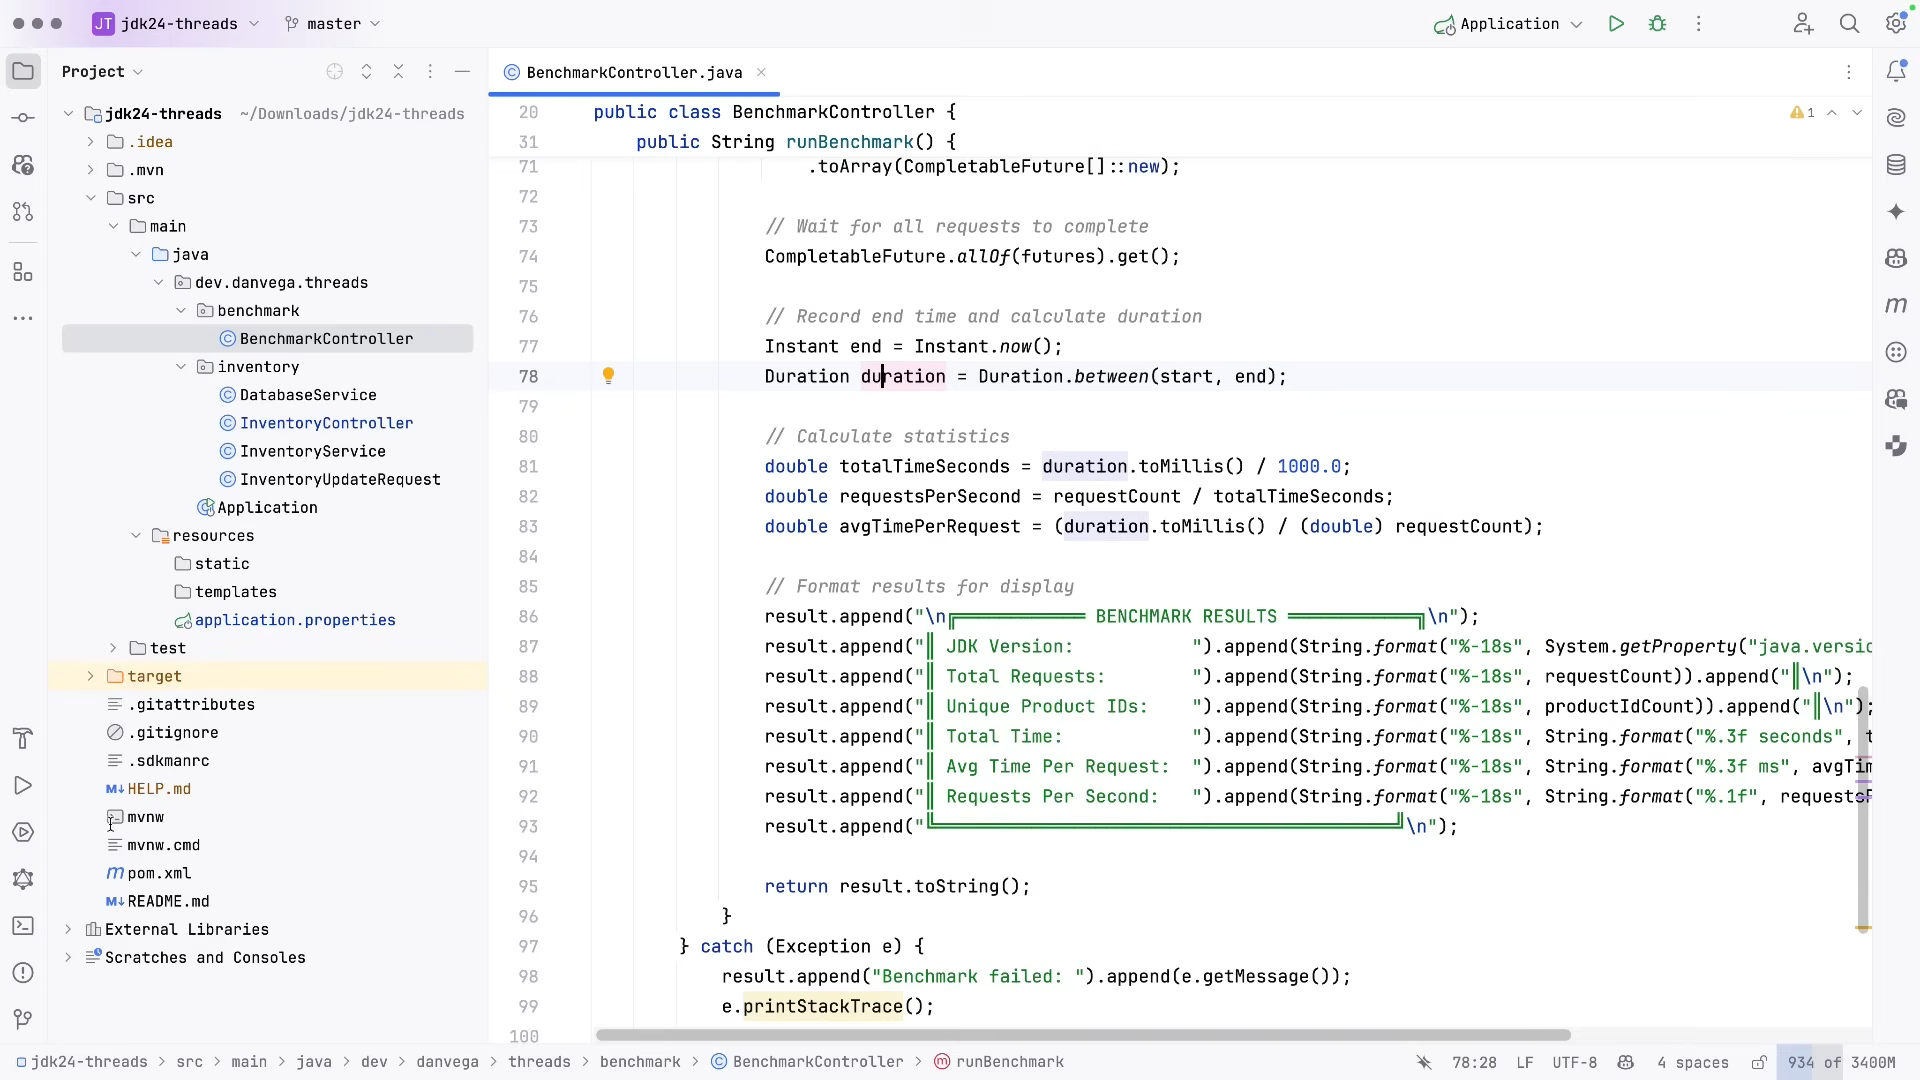 JT jdk24-threads master Application
Project
BenchmarkController.java
jdk24-threads ~/Downloads/jdk24-threads
.idea
.mvn
src
main
java
dev.danvega.threads
benchmark
BenchmarkController
inventory
DatabaseService
InventoryController
InventoryService
InventoryUpdateRequest
Application
resources
static
templates
application.properties
test
target
.gitattributes
.gitignore
.sdkmanrc
HELP.md
mvnw
mvnw.cmd
pom.xml
README.md
External Libraries
Scratches and Consoles
20 public class BenchmarkController {
1
31 public String runBenchmark() {
71 .toArray(CompletableFuture[]::new);
72
73 // Wait for all requests to complete
74 CompletableFuture.allOf(futures).get();
75
76 // Record end time and calculate duration
77 Instant end = Instant.now();
78 Duration duration = Duration.between(start, end);
79
80 // Calculate statistics
81 double totalTimeSeconds = duration.toMillis() / 1000.0;
82 double requestsPerSecond = requestCount / totalTimeSeconds;
83 double avgTimePerRequest = (duration.toMillis() / (double) requestCount);
84
85 // Format results for display
86 result.append("\n╔══════════ BENCHMARK RESULTS ══════════╗\n");
87 result.append("║ JDK Version: ").append(String.format("%-18s", System.getProperty("java.versio
88 result.append("║ Total Requests: ").append(String.format("%-18s", requestCount)).append("║\n");
89 result.append("║ Unique Product IDs: ").append(String.format("%-18s", productIdCount)).append("║\n");
90 result.append("║ Total Time: ").append(String.format("%-18s", String.format("%.3f seconds", t
91 result.append("║ Avg Time Per Request: ").append(String.format("%-18s", String.format("%.3f ms", avgTim
92 result.append("║ Requests Per Second: ").append(String.format("%-18s", String.format("%.1f", requestsP
93 result.append("╚═══════════════════════════════════╝\n");
94
95 return result.toString();
96 }
97 } catch (Exception e) {
98 result.append("Benchmark failed: ").append(e.getMessage());
99 e.printStackTrace();
100
jdk24-threads > src > main > java > dev > danvega > threads > benchmark > BenchmarkController > runBenchmark 78:28 LF UTF-8 4 spaces 934 of 3400M